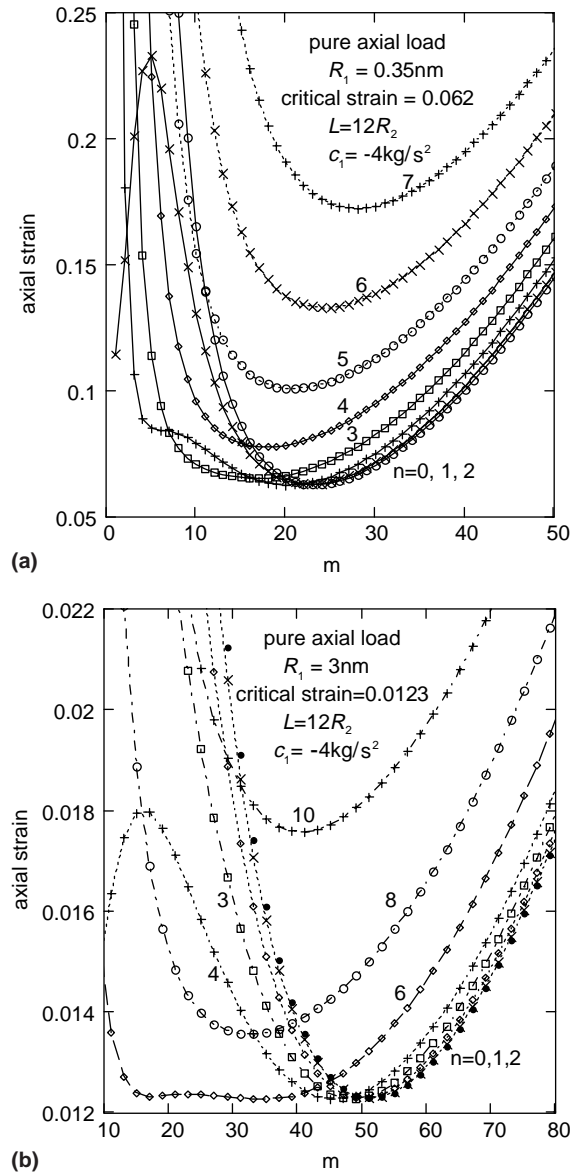 0.25
0.2
0.15
0.1
0.05
axial strain
pure axial load
R₁ = 0.35nm
critical strain = 0.062
L=12R₂
c₁= -4kg/s²
7
6
5
4
3
n=0, 1, 2
0 10 20 30 40 50
m
(a)
0.022
0.02
0.018
0.016
0.014
0.012
axial strain
pure axial load
R₁ = 3nm
critical strain=0.0123
L=12R₂
c₁= -4kg/s²
10
3
8
4
6
n=0,1,2
10 20 30 40 50 60 70 80
m
(b)